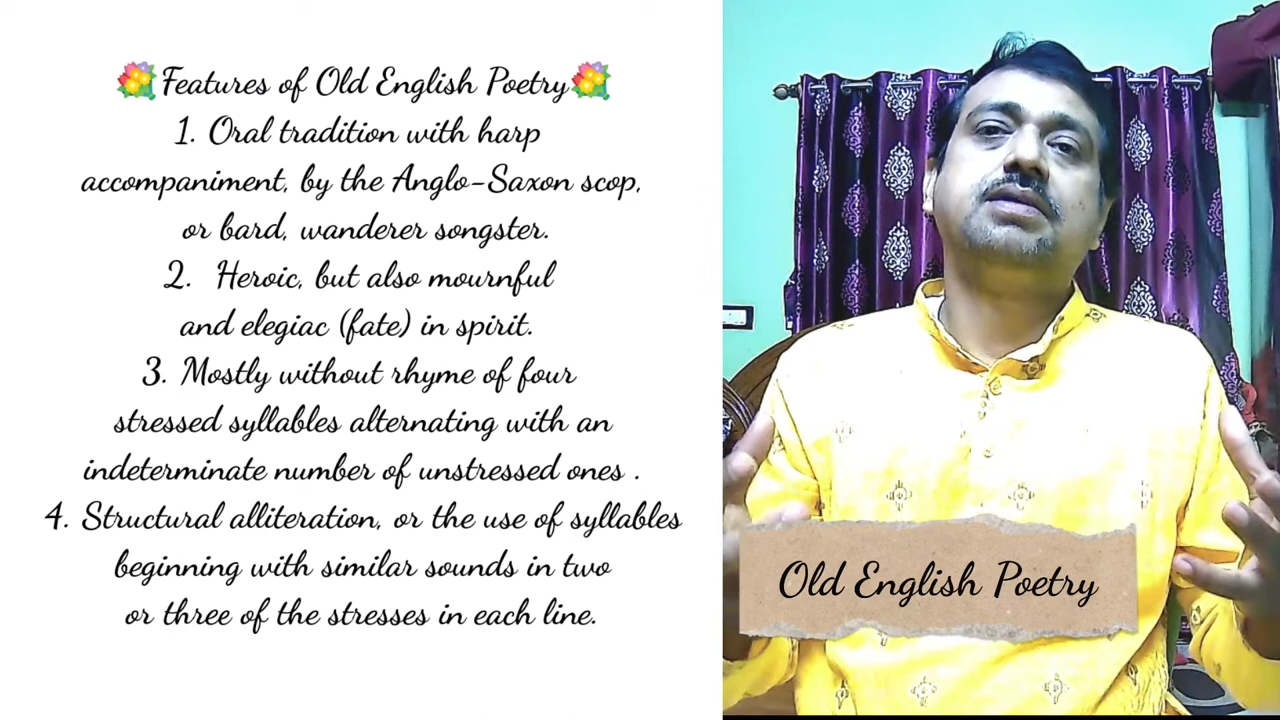 💐Features of Old English Poetry💐
1. Oral tradition with harp
accompaniment, by the Anglo-Saxon scop,
or bard, wanderer songster.
2. Heroic, but also mournful
and elegiac (fate) in spirit.
3. Mostly without rhyme of four
stressed syllables alternating with an
indeterminate number of unstressed ones .
4. Structural alliteration, or the use of syllables
beginning with similar sounds in two
or three of the stresses in each line.
Old English Poetry